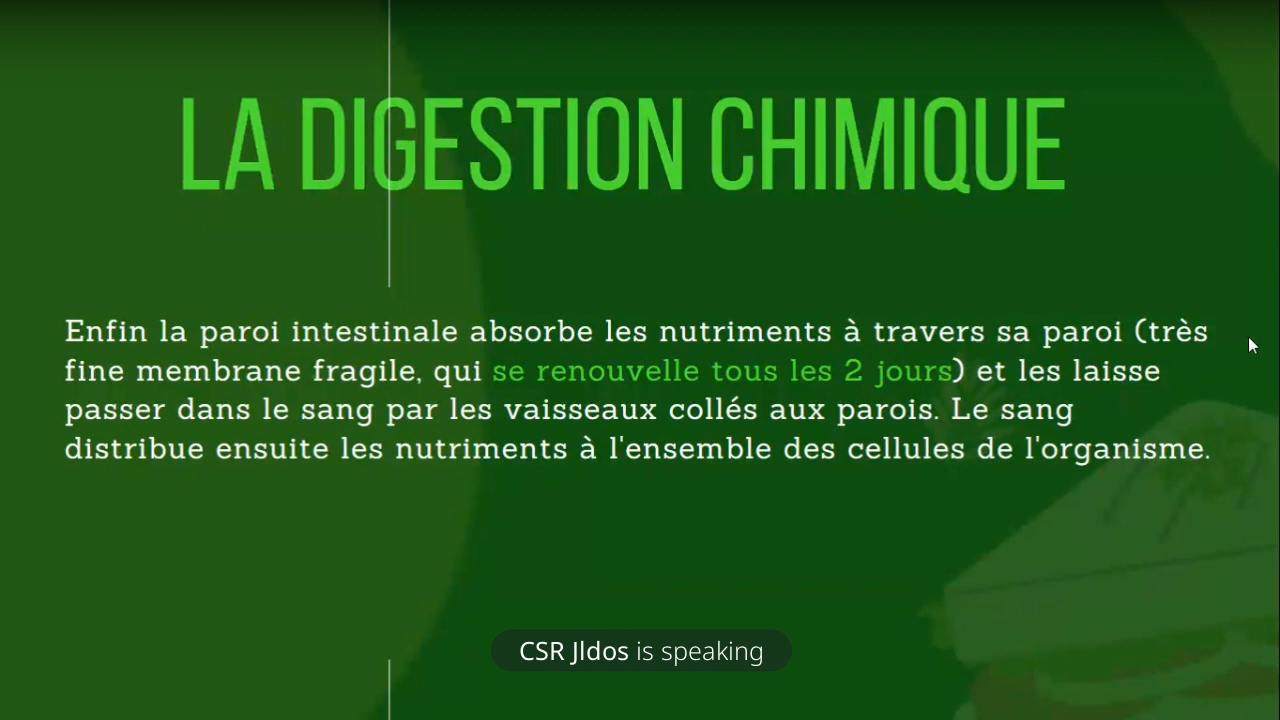 LA DIGESTION CHIMIQUE
Enfin la paroi intestinale absorbe les nutriments à travers sa paroi (très
fine membrane fragile, qui se renouvelle tous les 2 jours) et les laisse
passer dans le sang par les vaisseaux collés aux parois. Le sang
distribue ensuite les nutriments à l'ensemble des cellules de l'organisme.
CSR Jldos is speaking